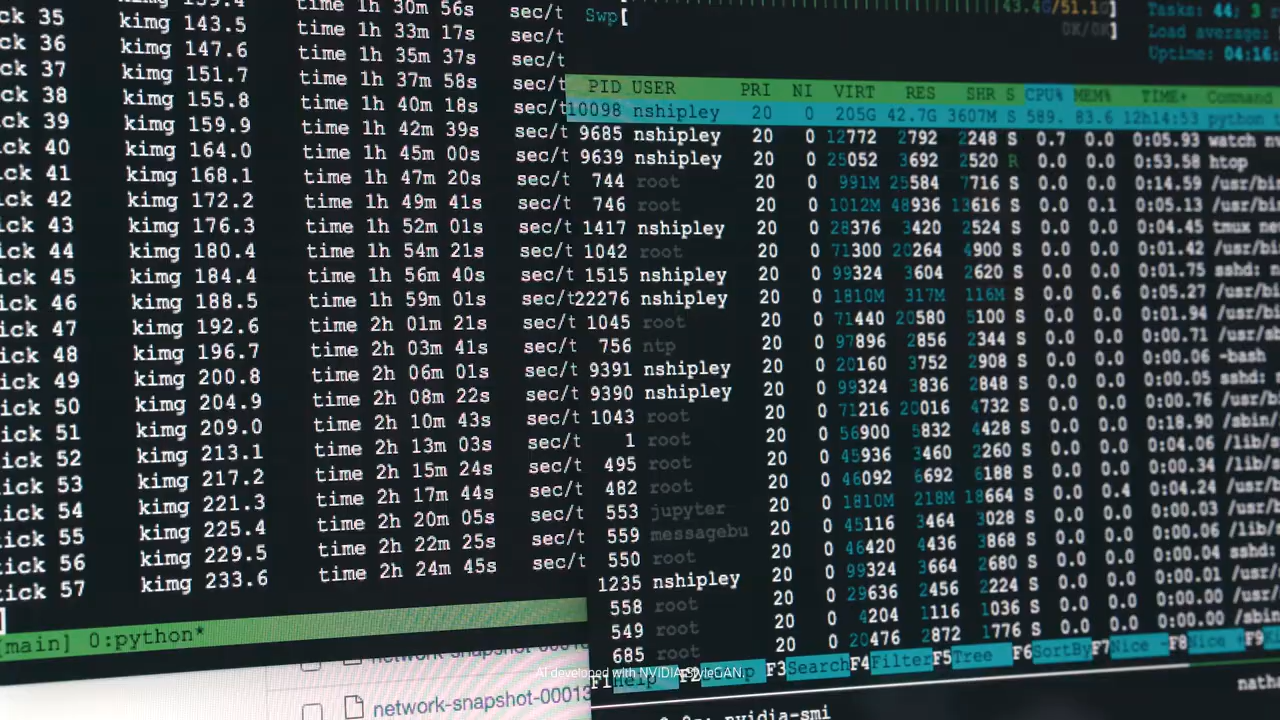 time 1h 30m 56s sec/t
ck 35 kimg 143.5 time 1h 33m 17s sec/t
ck 36 kimg 147.6 time 1h 35m 37s sec/t
ck 37 kimg 151.7 time 1h 37m 58s sec/t
ck 38 kimg 155.8 time 1h 40m 18s sec/t
ck 39 kimg 159.9 time 1h 42m 39s sec/t
ck 40 kimg 164.0 time 1h 45m 00s sec/t
ick 41 kimg 168.1 time 1h 47m 20s sec/t
ick 42 kimg 172.2 time 1h 49m 41s sec/t
ick 43 kimg 176.3 time 1h 52m 01s sec/t
ick 44 kimg 180.4 time 1h 54m 21s sec/t
ick 45 kimg 184.4 time 1h 56m 40s sec/t
ick 46 kimg 188.5 time 1h 59m 01s sec/t
ick 47 kimg 192.6 time 2h 01m 21s sec/t
ick 48 kimg 196.7 time 2h 03m 41s sec/t
ick 49 kimg 200.8 time 2h 06m 01s sec/t
ick 50 kimg 204.9 time 2h 08m 22s sec/t
ick 51 kimg 209.0 time 2h 10m 43s sec/t
ick 52 kimg 213.1 time 2h 13m 03s sec/t
ick 53 kimg 217.2 time 2h 15m 24s sec/t
ick 54 kimg 221.3 time 2h 17m 44s sec/t
ick 55 kimg 225.4 time 2h 20m 05s sec/t
ick 56 kimg 229.5 time 2h 22m 25s sec/t
tick 57 kimg 233.6 time 2h 24m 45s sec/t
[main] 0:python*
network-snapshot-00013
43.4G/51.1G]
Swp[ 0K/0K]
Tasks: 44; 3
Load average:
Uptime: 04:16:
PID USER PRI NI VIRT RES SHR S CPU% MEM% TIME+ Command
10098 nshipley 20 0 205G 42.7G 3607M S 589. 83.6 12h14:53 python
9685 nshipley 20 0 12772 2792 2248 S 0.7 0.0 0:05.93 watch
9639 nshipley 20 0 25052 3692 2520 R 0.0 0.0 0:53.58 htop
744 root 20 0 991M 25584 7716 S 0.0 0.0 0:14.59 /usr/bi
746 root 20 0 1012M 48936 13616 S 0.0 0.1 0:05.13 /usr/bi
1417 nshipley 20 0 28376 3420 2524 S 0.0 0.0 0:04.45 tmux ne
1042 root 20 0 71300 20264 4900 S 0.0 0.0 0:01.42 /usr/bi
1515 nshipley 20 0 99324 3604 2620 S 0.0 0.0 0:01.75 sshd:
22276 nshipley 20 0 1810M 317M 116M S 0.0 0.6 0:05.27 /usr/bi
1045 root 20 0 71440 20580 5100 S 0.0 0.0 0:01.94 /usr/bi
756 ntp 20 0 97896 2856 2344 S 0.0 0.0 0:00.71 /usr/s
9391 nshipley 20 0 20160 3752 2908 S 0.0 0.0 0:00.06 -bash
9390 nshipley 20 0 99324 3836 2848 S 0.0 0.0 0:00.05 sshd:
1043 root 20 0 71216 20016 4732 S 0.0 0.0 0:00.76 /usr/b
1 root 20 0 56900 5832 4428 S 0.0 0.0 0:18.90 /sbin/
495 root 20 0 45936 3460 2260 S 0.0 0.0 0:04.06 /lib/s
482 root 20 0 46092 6692 6188 S 0.0 0.0 0:00.34 /lib/s
553 jupyter 20 0 1810M 218M 18664 S 0.0 0.4 0:04.24 /usr/b
559 messagebu 20 0 45116 3464 3028 S 0.0 0.0 0:00.03 /usr/b
550 root 20 0 46420 4436 3868 S 0.0 0.0 0:00.06 /lib/
1235 nshipley 20 0 99324 3664 2680 S 0.0 0.0 0:00.04 sshd:
558 root 20 0 29636 2456 2224 S 0.0 0.0 0:00.01 /usr/
549 root 20 0 4204 1116 1036 S 0.0 0.0 0:00.00 /usr/
685 root 20 0 20476 2872 1776 S 0.0 0.0 0:00.00 /sbin
F1Help F2 F3Search F4Filter F5Tree F6SortBy F7Nice - F8Nice + F9
natha
nvidia-smi
AI developed with NVIDIA StyleGAN.